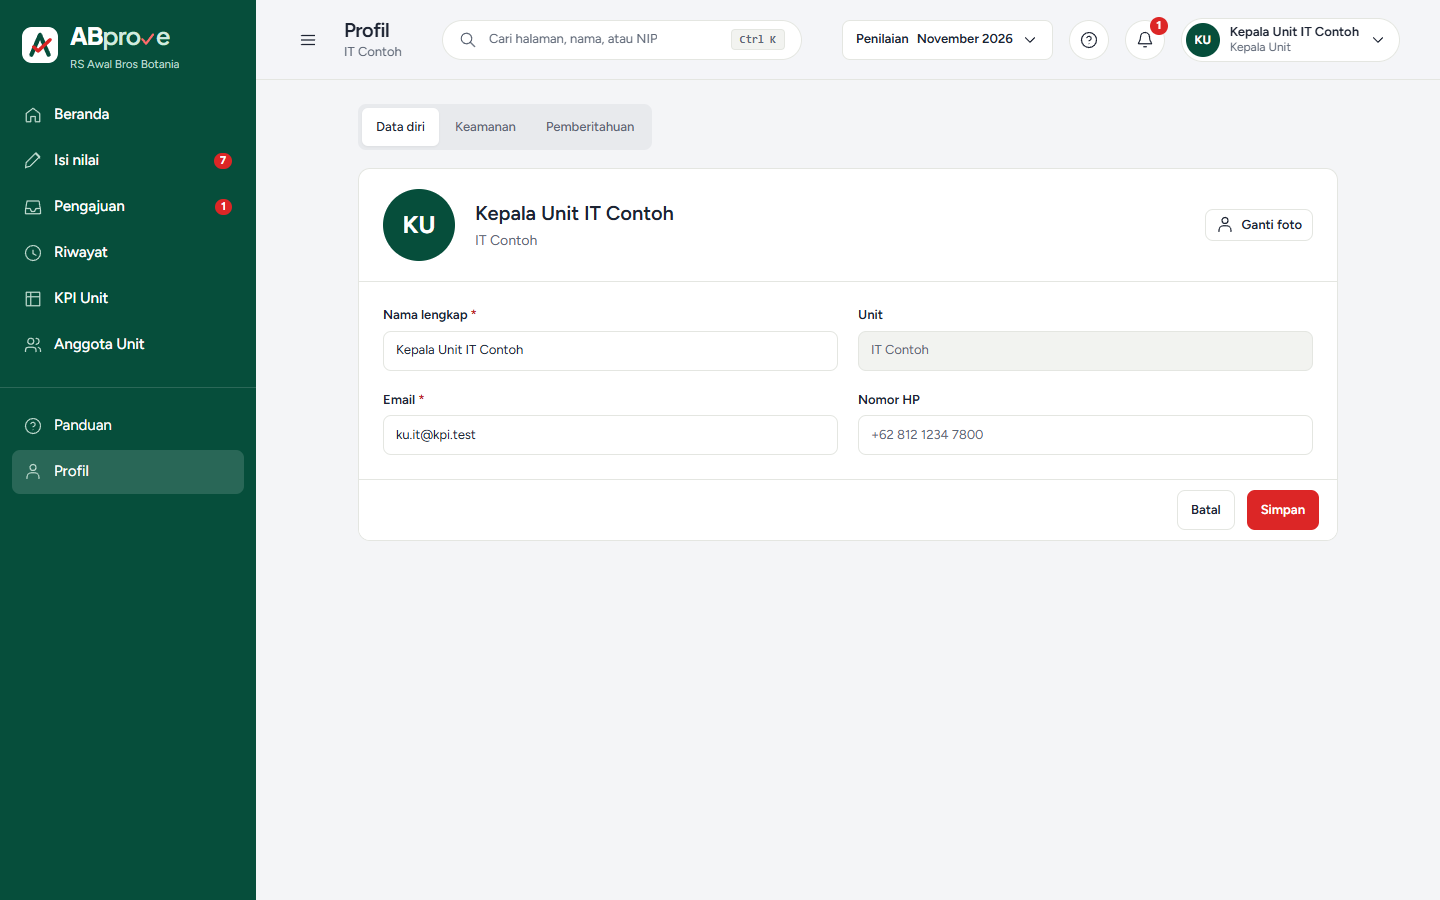 ABprove
RS Awal Bros Botania
Beranda
Isi nilai 7
Pengajuan 1
Riwayat
KPI Unit
Anggota Unit
Panduan
Profil
Profil
IT Contoh
Cari halaman, nama, atau NIP Ctrl K
Penilaian November 2026
1
KU
Kepala Unit IT Contoh
Kepala Unit
Data diri Keamanan Pemberitahuan
KU
Kepala Unit IT Contoh
IT Contoh
Ganti foto
Nama lengkap *
Kepala Unit IT Contoh
Unit
IT Contoh
Email *
ku.it@kpi.test
Nomor HP
+62 812 1234 7800
Batal Simpan